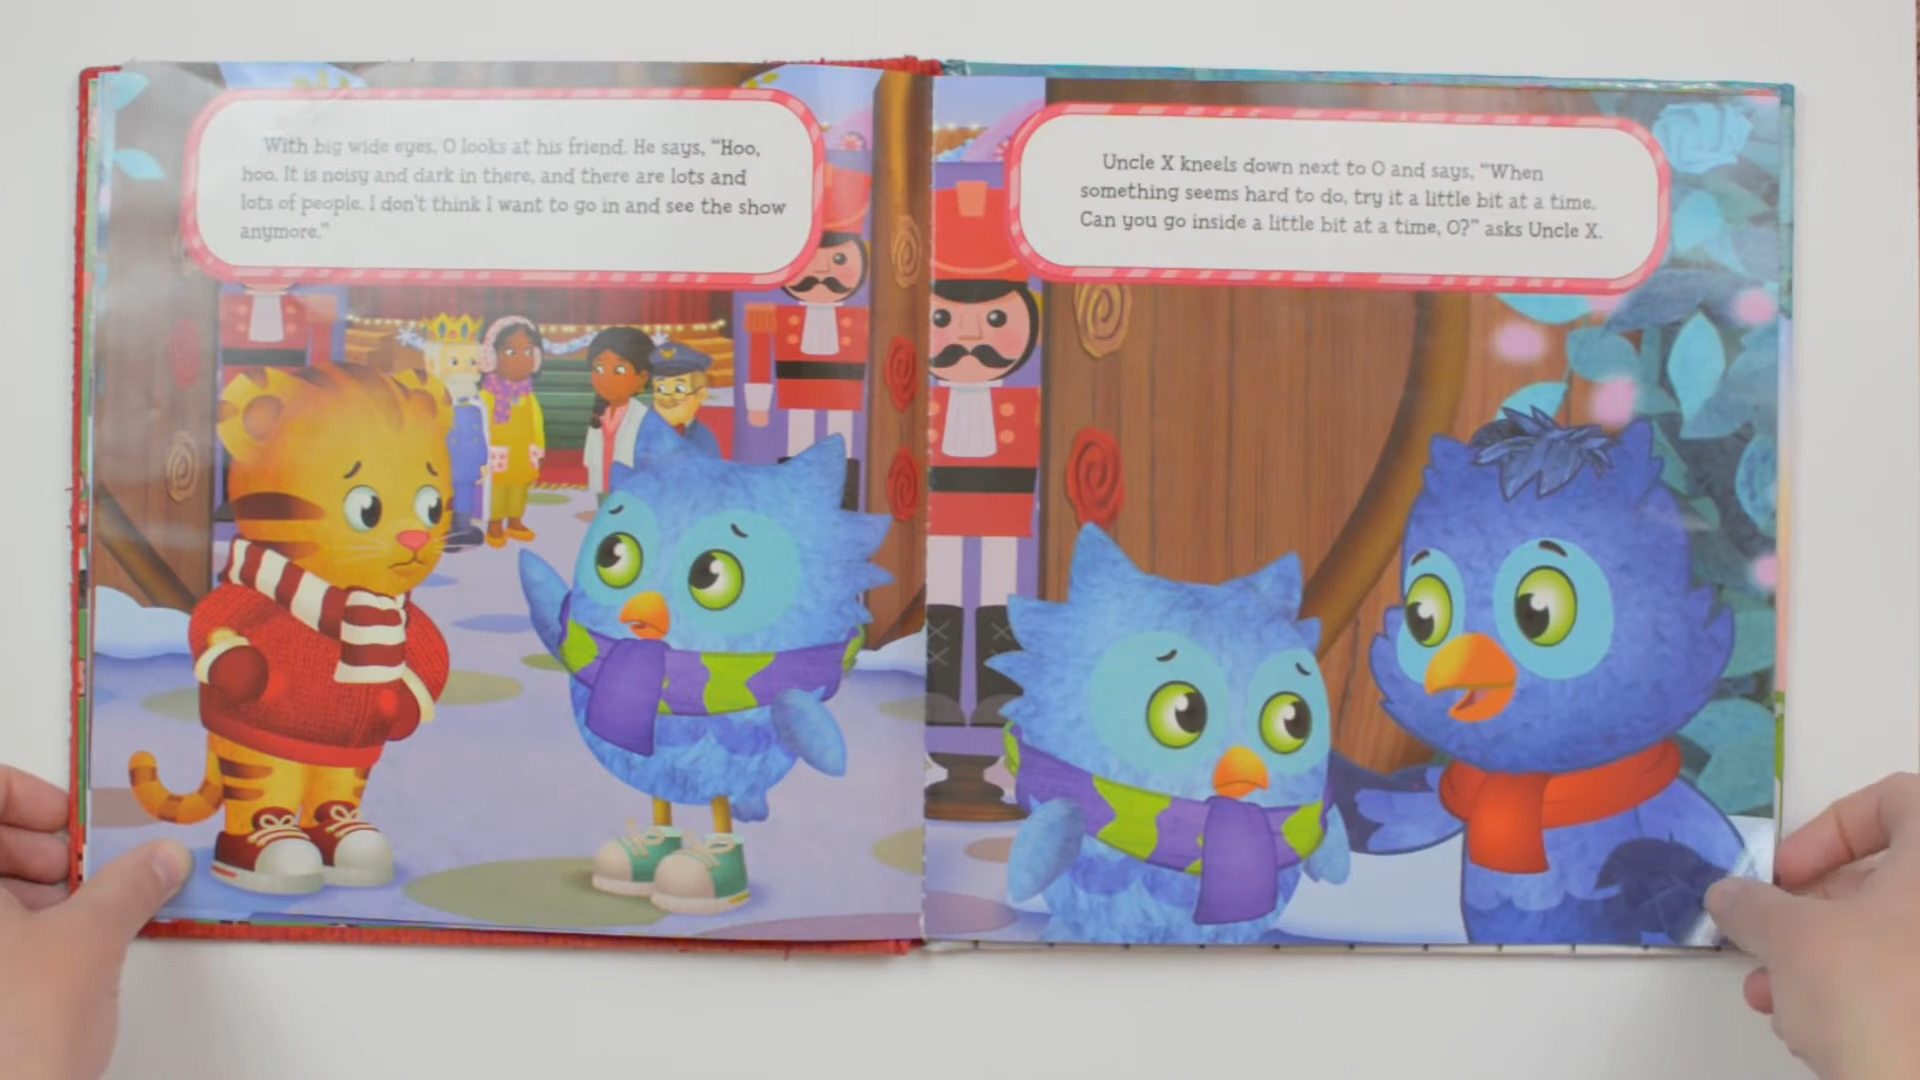 With big wide eyes, O looks at his friend. He says, “Hoo,
hoo. It is noisy and dark in there, and there are lots and
lots of people. I don't think I want to go in and see the show
anymore.”
Uncle X kneels down next to O and says, “When
something seems hard to do, try it a little bit at a time.
Can you go inside a little bit at a time, O?” asks Uncle X.